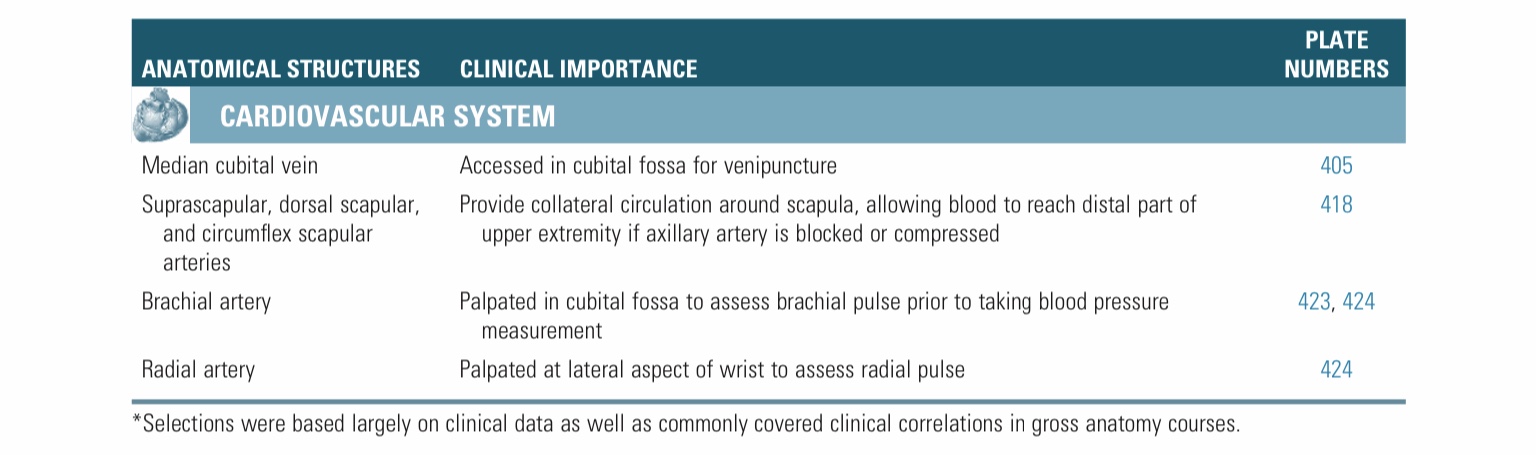 ANATOMICAL STRUCTURES CLINICAL IMPORTANCE PLATE NUMBERS
CARDIOVASCULAR SYSTEM
Median cubital vein Accessed in cubital fossa for venipuncture 405
Suprascapular, dorsal scapular, Provide collateral circulation around scapula, allowing blood to reach distal part of 418
and circumflex scapular upper extremity if axillary artery is blocked or compressed
arteries
Brachial artery Palpated in cubital fossa to assess brachial pulse prior to taking blood pressure 423, 424
measurement
Radial artery Palpated at lateral aspect of wrist to assess radial pulse 424
*Selections were based largely on clinical data as well as commonly covered clinical correlations in gross anatomy courses.